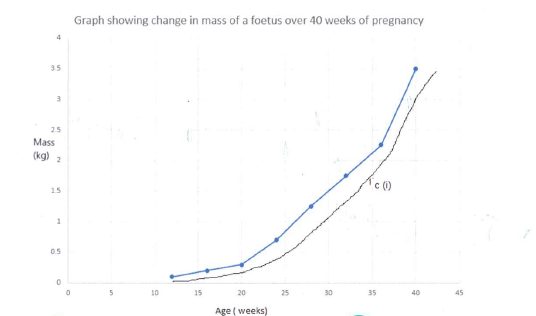 Graph showing change in mass of a foetus over 40 weeks of pregnancy
4
3.5
3
2.5
Mass
(kg)
2
1.5
c (i)
1
0.5
0
0 5 10 15 20 25 30 35 40 45
Age ( weeks)